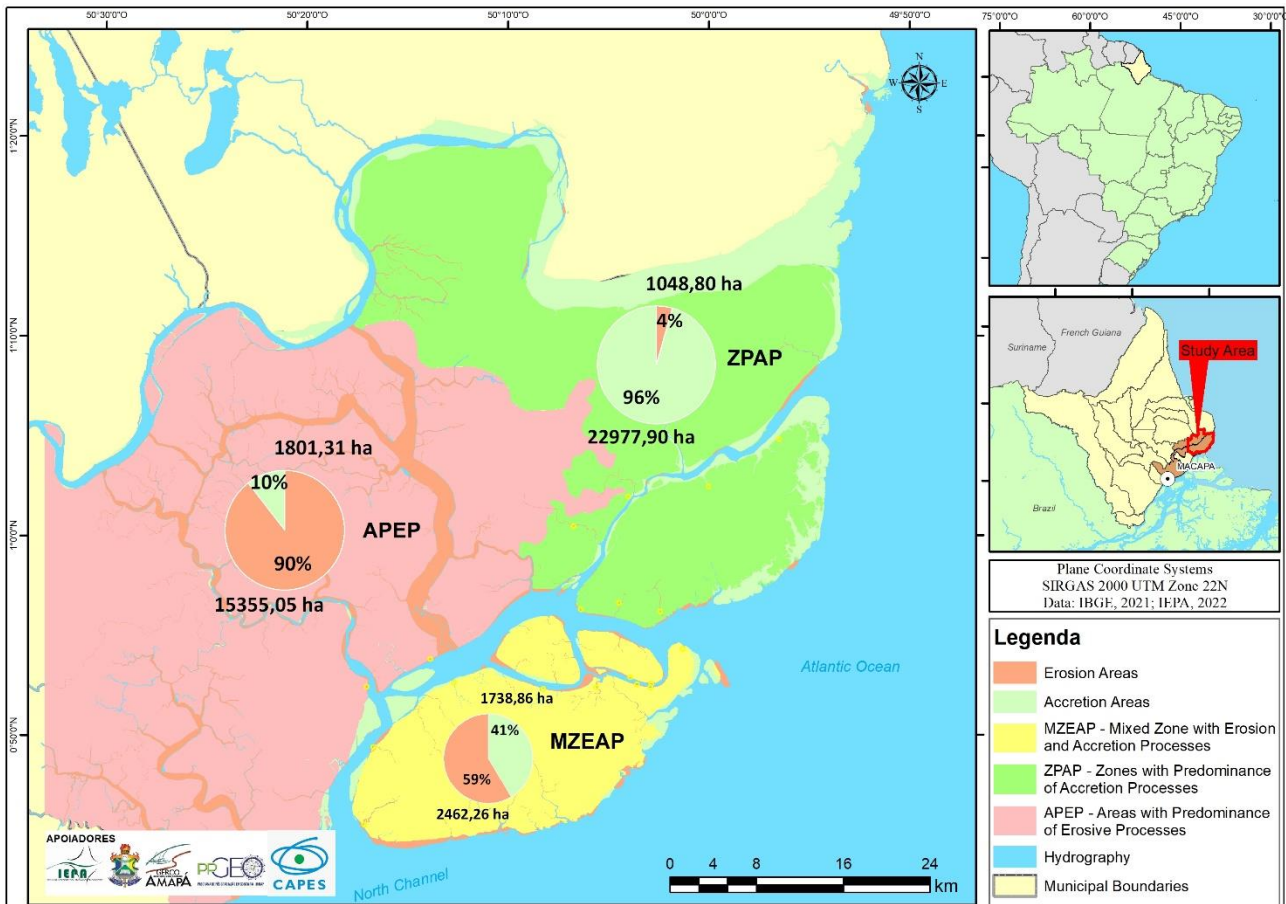 50°30'0"O
50°20'0"O
50°10'0"O
50°0'0"O
49°50'0"O
1°20'0"N
1°10'0"N
1°0'0"N
0°50'0"N
N
W
E
S
1048,80 ha
4%
ZPAP
96%
22977,90 ha
1801,31 ha
10%
APEP
90%
15355,05 ha
1738,86 ha
41%
MZEAP
59%
2462,26 ha
Atlantic Ocean
North Channel
0 4 8 16 24
km
APOIADORES
IEPA
GERCO
AMAPÁ
CAPES
75°0'0"O
60°0'0"O
45°0'0"O
30°0'0"O
French Guiana
Suriname
Study Area
MACAPA
Brazil
Plane Coordinate Systems
SIRGAS 2000 UTM Zone 22N
Data: IBGE, 2021; IEPA, 2022
Legenda
Erosion Areas
Accretion Areas
MZEAP - Mixed Zone with Erosion
and Accretion Processes
ZPAP - Zones with Predominance
of Accretion Processes
APEP - Areas with Predominance
of Erosive Processes
Hydrography
Municipal Boundaries